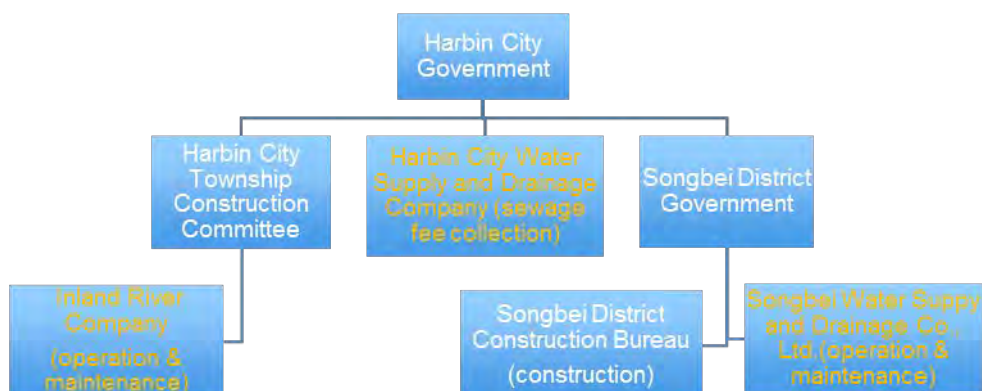 Harbin City
Government
Harbin City
Township
Construction
Committee
Harbin City Water
Supply and Drainage
Company (sewage
fee collection)
Songbei District
Government
Inland River
Company
(operation &
maintenance)
Songbei District
Construction Bureau
(construction)
Songbei Water Suppy
and Drainage Co.,
Ltd.(operation &
maintenance)